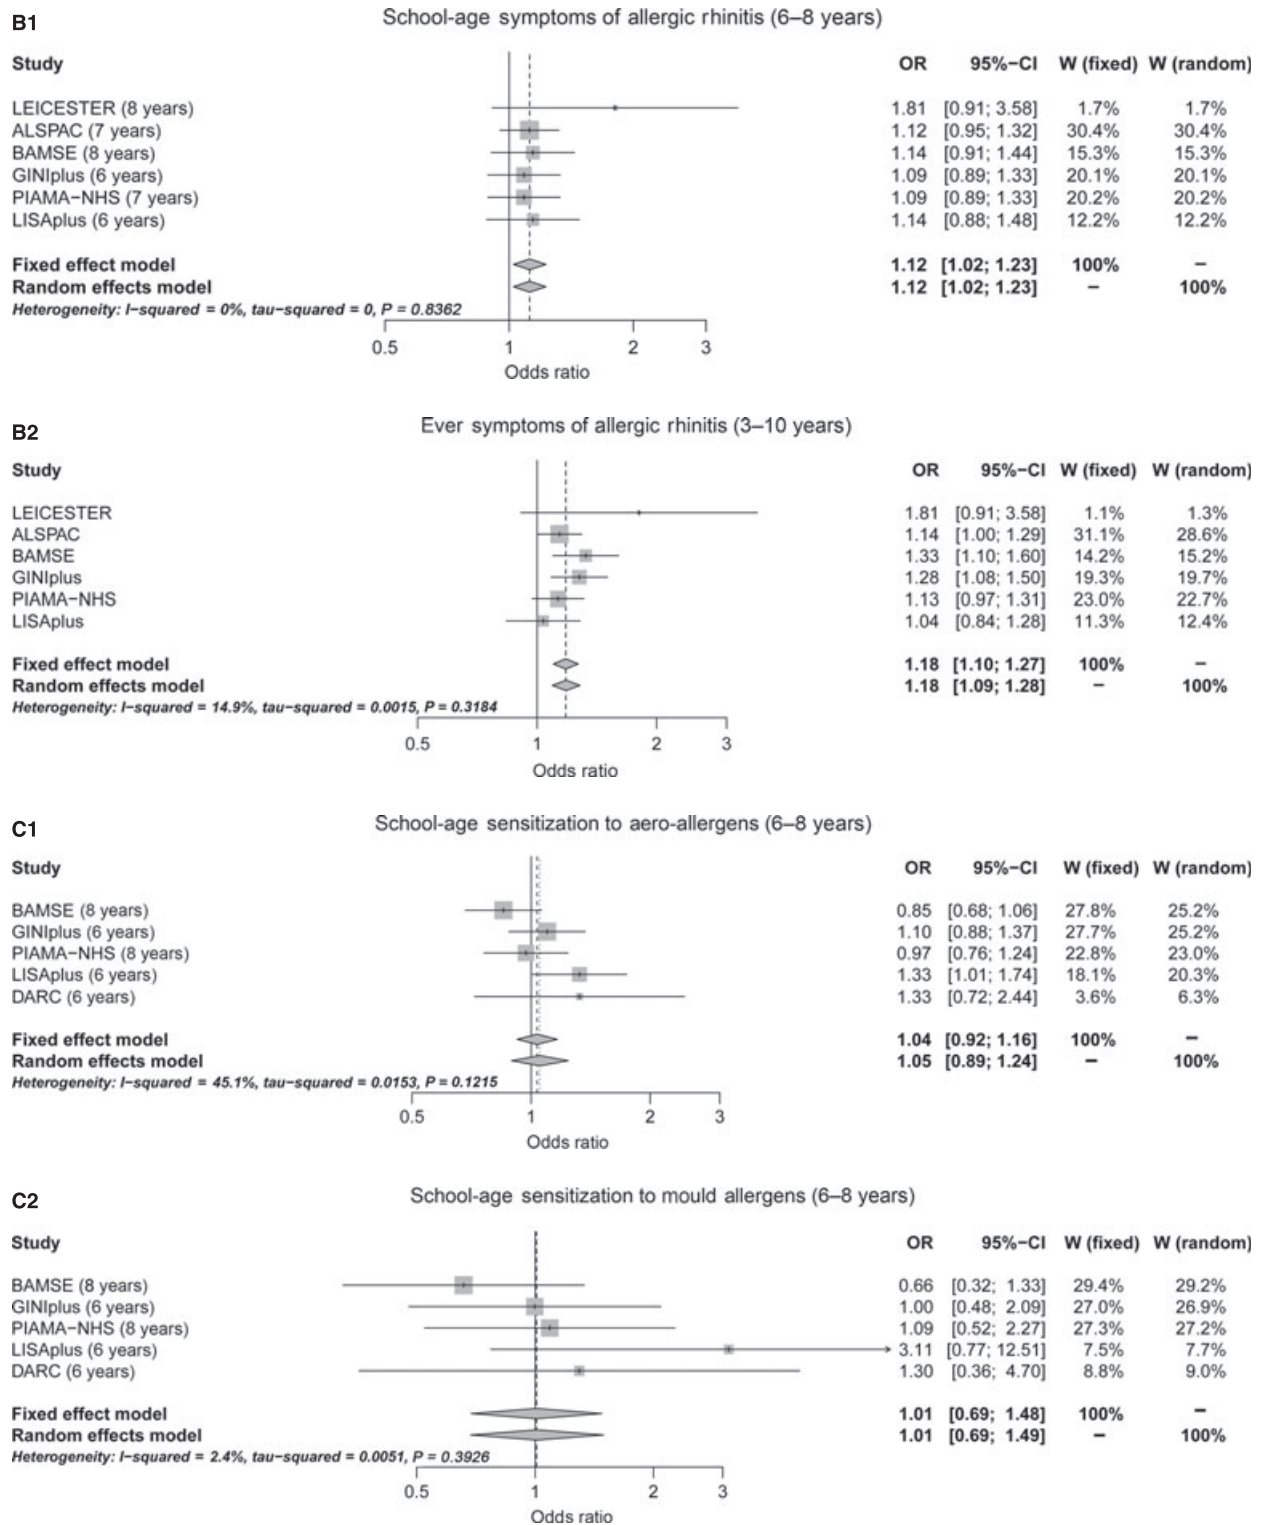 B1
School-age symptoms of allergic rhinitis (6–8 years)
Study OR 95%−CI W (fixed) W (random)
LEICESTER (8 years) 1.81 [0.91; 3.58] 1.7% 1.7%
ALSPAC (7 years) 1.12 [0.95; 1.32] 30.4% 30.4%
BAMSE (8 years) 1.14 [0.91; 1.44] 15.3% 15.3%
GINIplus (6 years) 1.09 [0.89; 1.33] 20.1% 20.1%
PIAMA−NHS (7 years) 1.09 [0.89; 1.33] 20.2% 20.2%
LISAplus (6 years) 1.14 [0.88; 1.48] 12.2% 12.2%
Fixed effect model 1.12 [1.02; 1.23] 100% −
Random effects model 1.12 [1.02; 1.23] − 100%
Heterogeneity: I−squared = 0%, tau−squared = 0, P = 0.8362
0.5 1 2 3
Odds ratio
B2
Ever symptoms of allergic rhinitis (3–10 years)
Study OR 95%−CI W (fixed) W (random)
LEICESTER 1.81 [0.91; 3.58] 1.1% 1.3%
ALSPAC 1.14 [1.00; 1.29] 31.1% 28.6%
BAMSE 1.33 [1.10; 1.60] 14.2% 15.2%
GINIplus 1.28 [1.08; 1.50] 19.3% 19.7%
PIAMA−NHS 1.13 [0.97; 1.31] 23.0% 22.7%
LISAplus 1.04 [0.84; 1.28] 11.3% 12.4%
Fixed effect model 1.18 [1.10; 1.27] 100% −
Random effects model 1.18 [1.09; 1.28] − 100%
Heterogeneity: I−squared = 14.9%, tau−squared = 0.0015, P = 0.3184
0.5 1 2 3
Odds ratio
C1
School-age sensitization to aero-allergens (6–8 years)
Study OR 95%−CI W (fixed) W (random)
BAMSE (8 years) 0.85 [0.68; 1.06] 27.8% 25.2%
GINIplus (6 years) 1.10 [0.88; 1.37] 27.7% 25.2%
PIAMA−NHS (8 years) 0.97 [0.76; 1.24] 22.8% 23.0%
LISAplus (6 years) 1.33 [1.01; 1.74] 18.1% 20.3%
DARC (6 years) 1.33 [0.72; 2.44] 3.6% 6.3%
Fixed effect model 1.04 [0.92; 1.16] 100% −
Random effects model 1.05 [0.89; 1.24] − 100%
Heterogeneity: I−squared = 45.1%, tau−squared = 0.0153, P = 0.1215
0.5 1 2 3
Odds ratio
C2
School-age sensitization to mould allergens (6–8 years)
Study OR 95%−CI W (fixed) W (random)
BAMSE (8 years) 0.66 [0.32; 1.33] 29.4% 29.2%
GINIplus (6 years) 1.00 [0.48; 2.09] 27.0% 26.9%
PIAMA−NHS (8 years) 1.09 [0.52; 2.27] 27.3% 27.2%
LISAplus (6 years) 3.11 [0.77; 12.51] 7.5% 7.7%
DARC (6 years) 1.30 [0.36; 4.70] 8.8% 9.0%
Fixed effect model 1.01 [0.69; 1.48] 100% −
Random effects model 1.01 [0.69; 1.49] − 100%
Heterogeneity: I−squared = 2.4%, tau−squared = 0.0051, P = 0.3926
0.5 1 2 3
Odds ratio